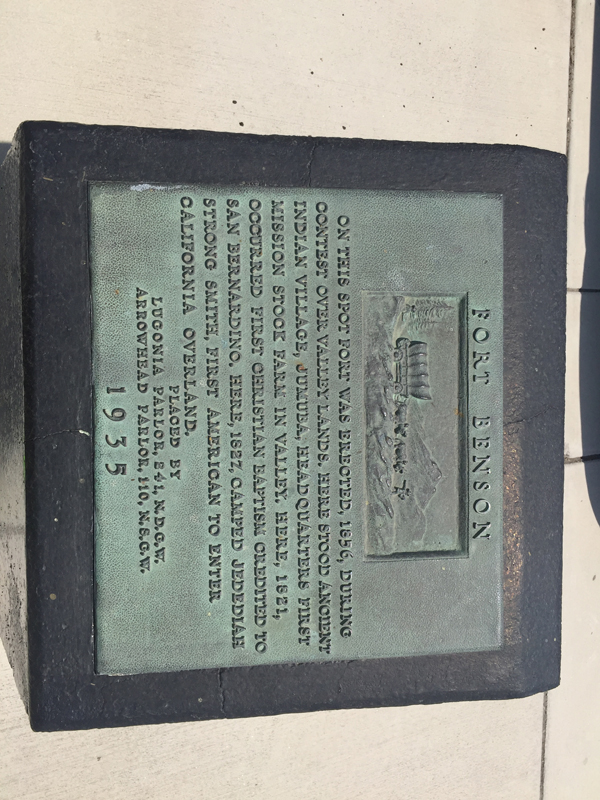 FORT BENSON
ON THIS SPOT FORT WAS ERECTED, 1856, DURING
CONTEST OVER VALLEY LANDS. HERE STOOD ANCIENT
INDIAN VILLAGE, JUMUBA, HEADQUARTERS FIRST
MISSION STOCK FARM IN VALLEY. HERE, 1821,
OCCURRED FIRST CHRISTIAN BAPTISM CREDITED TO
SAN BERNARDINO. HERE, 1827, CAMPED JEDEDIAH
STRONG SMITH, FIRST AMERICAN TO ENTER
CALIFORNIA OVERLAND.
PLACED BY
LUGONIA PARLOR, 241, N.D.G.W.
ARROWHEAD PARLOR, 110, N.S.G.W.
1935